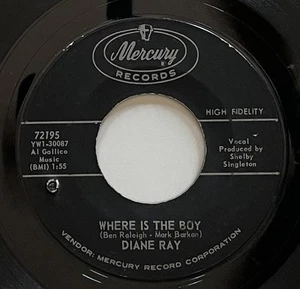 Mercury
RECORDS
HIGH FIDELITY
72195
YW1-30087
Al Gallico
Music
(BMI) 1:55
Vocal
Produced by
Shelby
Singleton
WHERE IS THE BOY
(Ben Raleigh - Mark Barkan)
DIANE RAY
VENDOR: MERCURY RECORD CORPORATION